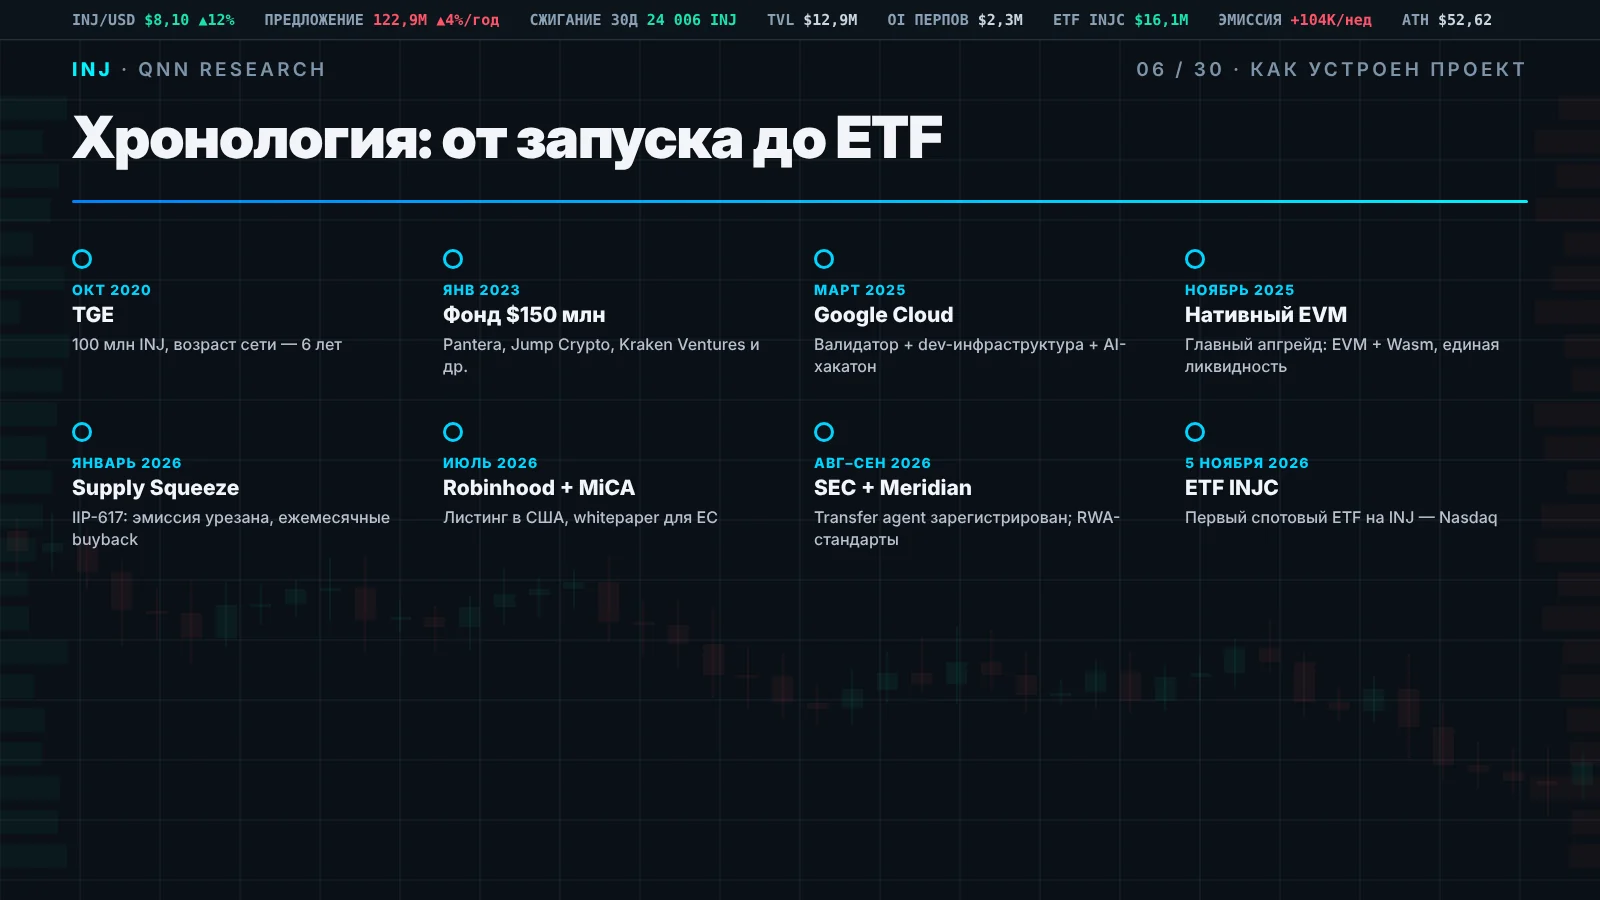 INJ/USD $8,10 ▲12% ПРЕДЛОЖЕНИЕ 122,9M ▲4%/год СЖИГАНИЕ 30Д 24 006 INJ TVL $12,9M OI ПЕРПОВ $2,3M ETF INJC $16,1M ЭМИССИЯ +104K/нед ATH $52,62
INJ · QNN RESEARCH
06 / 30 · КАК УСТРОЕН ПРОЕКТ
Хронология: от запуска до ETF
ОКТ 2020
TGE
100 млн INJ, возраст сети — 6 лет
ЯНВ 2023
Фонд $150 млн
Pantera, Jump Crypto, Kraken Ventures и
др.
МАРТ 2025
Google Cloud
Валидатор + dev-инфраструктура + AI-
хакатон
НОЯБРЬ 2025
Нативный EVM
Главный апгрейд: EVM + Wasm, единая
ликвидность
ЯНВАРЬ 2026
Supply Squeeze
IIP-617: эмиссия урезана, ежемесячные
buyback
ИЮЛЬ 2026
Robinhood + MiCA
Листинг в США, whitepaper для ЕС
АВГ–СЕН 2026
SEC + Meridian
Transfer agent зарегистрирован; RWA-
стандарты
5 НОЯБРЯ 2026
ETF INJC
Первый спотовый ETF на INJ — Nasdaq